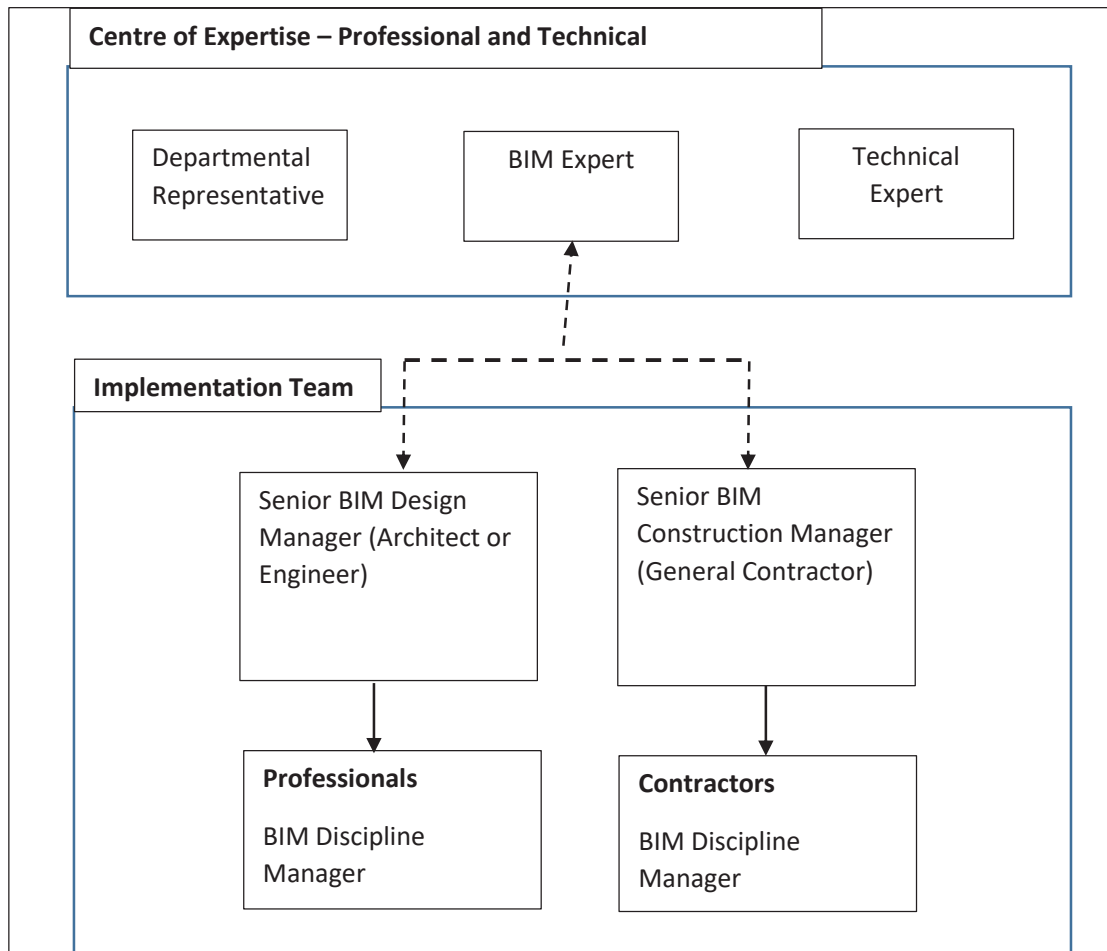 Centre of Expertise – Professional and Technical
Departmental
Representative
BIM Expert
Technical
Expert
Implementation Team
Senior BIM Design
Manager (Architect or
Engineer)
Senior BIM
Construction Manager
(General Contractor)
Professionals
BIM Discipline
Manager
Contractors
BIM Discipline
Manager